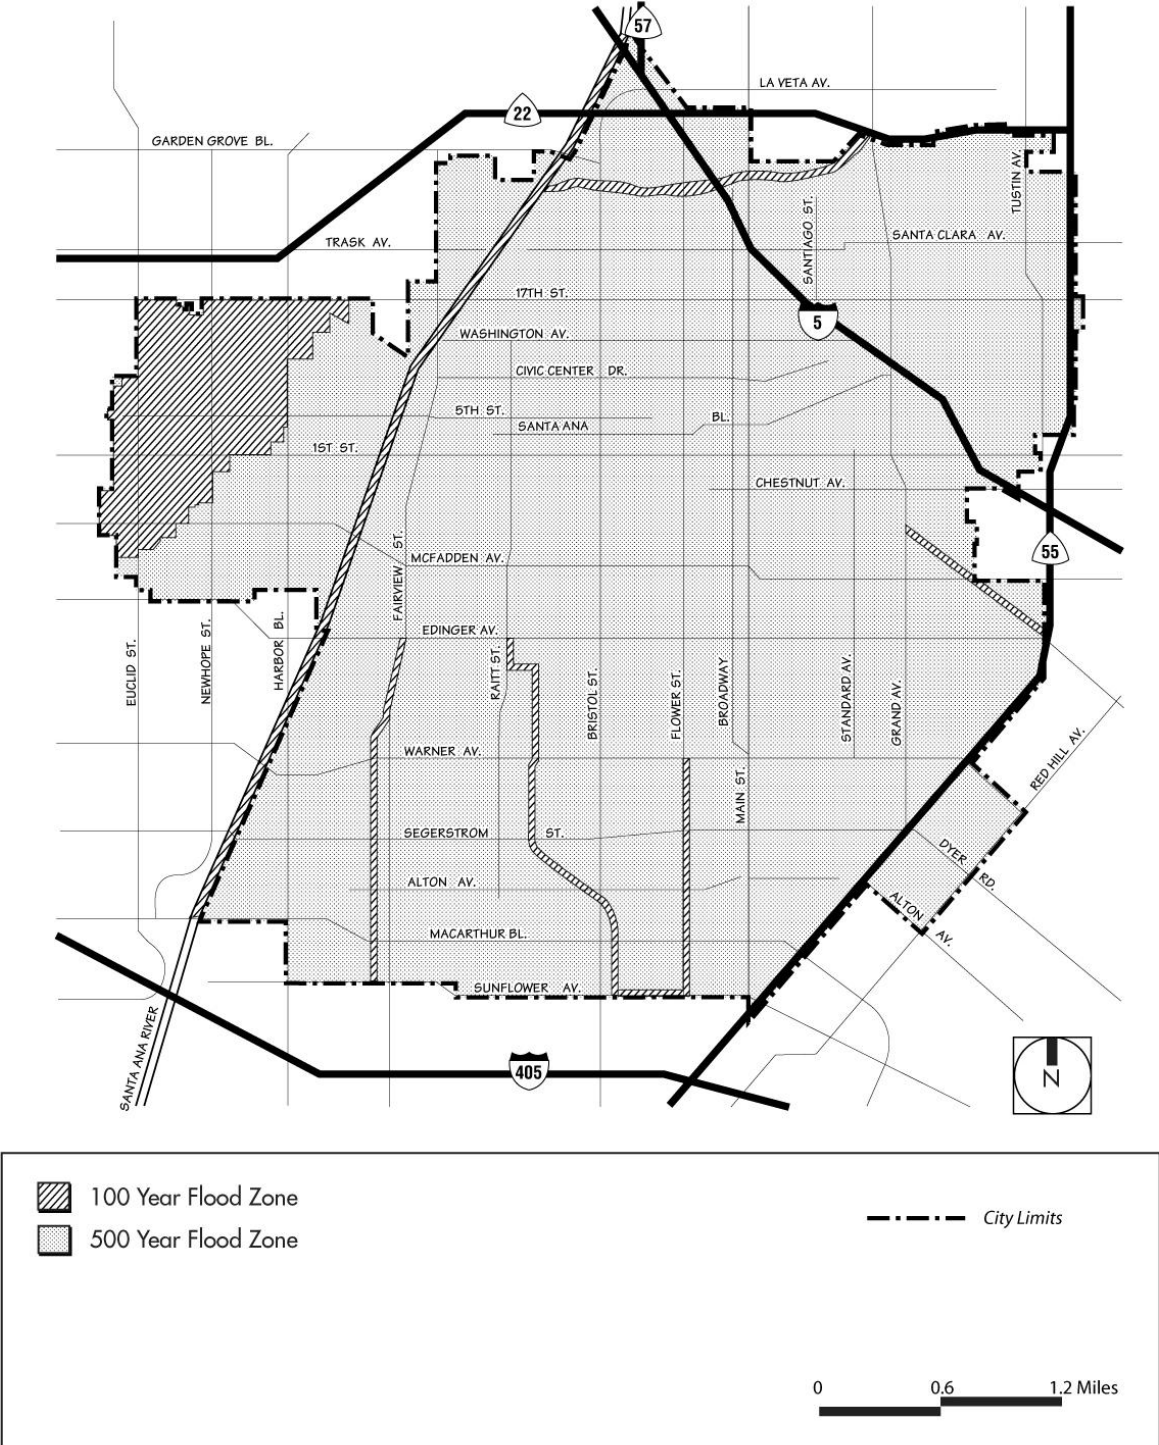 57
LA VETA AV.
22
GARDEN GROVE BL.
TUSTIN AV.
SANTIAGO ST.
SANTA CLARA AV.
TRASK AV.
17TH ST.
5
WASHINGTON AV.
CIVIC CENTER DR.
5TH ST.
SANTA ANA BL.
1ST ST.
CHESTNUT AV.
55
FAIRVIEW ST.
MCFADDEN AV.
EDINGER AV.
EUCLID ST.
NEWHOPE ST.
HARBOR BL.
RAITT ST.
BRISTOL ST.
FLOWER ST.
BROADWAY
STANDARD AV.
GRAND AV.
WARNER AV.
RED HILL AV.
MAIN ST.
SEGERSTROM ST.
DYER RD.
ALTON AV.
ALTON AV.
MACARTHUR BL.
SUNFLOWER AV.
SANTA ANA RIVER
405
N
100 Year Flood Zone
500 Year Flood Zone
City Limits
0 0.6 1.2 Miles